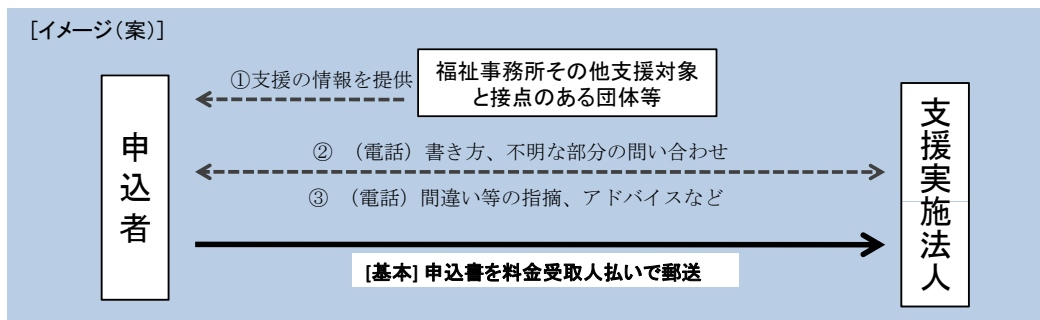 [イメージ(案)]
①支援の情報を提供
福祉事務所その他支援対象
と接点のある団体等
申込者
② （電話）書き方、不明な部分の問い合わせ
③ （電話）間違い等の指摘、アドバイスなど
[基本] 申込書を料金受取人払いで郵送
支援実施法人